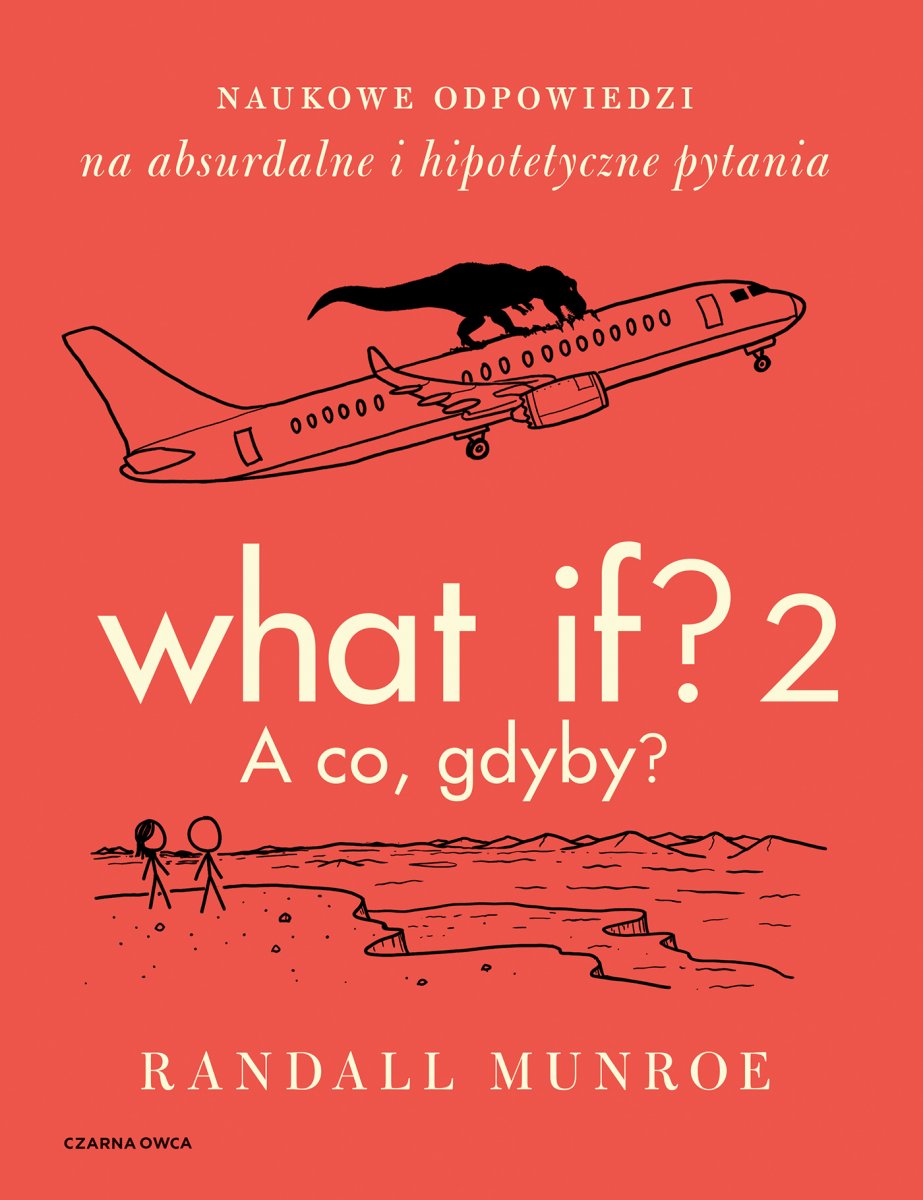 NAUKOWE ODPOWIEDZI
na absurdalne i hipotetyczne pytania
what if? 2
A co, gdyby?
RANDALL MUNROE
CZARNA OWCA